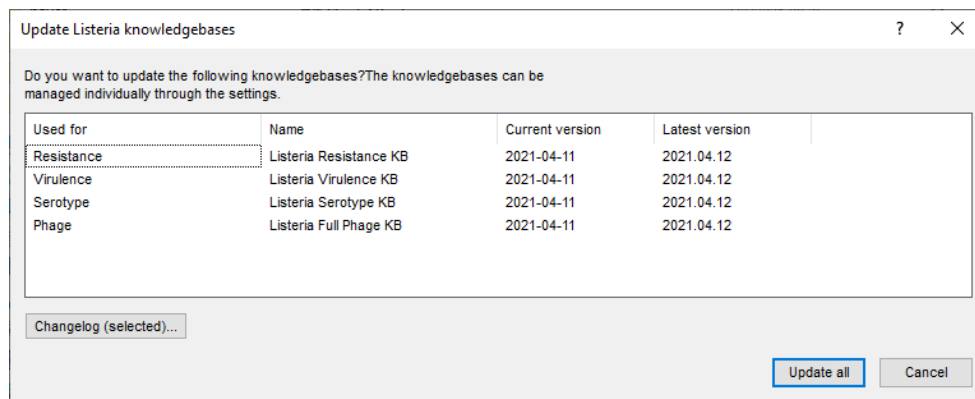 Update Listeria knowledgebases
Do you want to update the following knowledgebases?The knowledgebases can be
managed individually through the settings.
Used for Name Current version Latest version
Resistance Listeria Resistance KB 2021-04-11 2021.04.12
Virulence Listeria Virulence KB 2021-04-11 2021.04.12
Serotype Listeria Serotype KB 2021-04-11 2021.04.12
Phage Listeria Full Phage KB 2021-04-11 2021.04.12
Changelog (selected)...
Update all Cancel